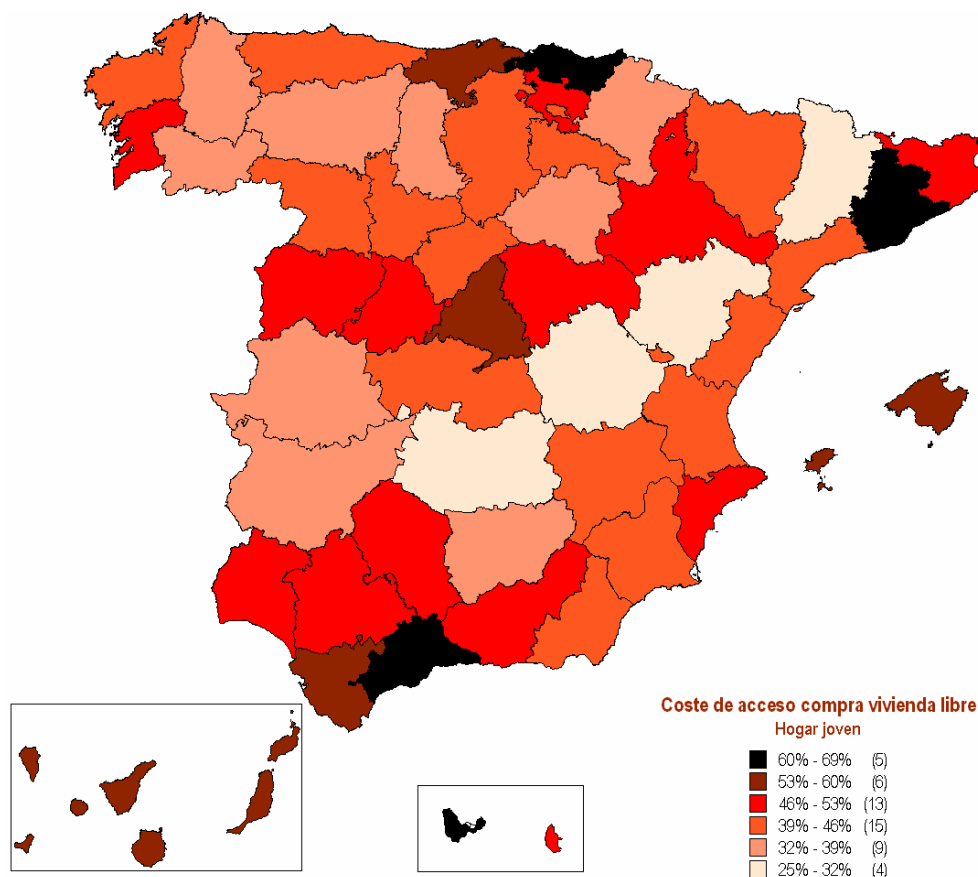 Coste de acceso compra vivienda libre
Hogar joven
60% - 69% (5)
53% - 60% (6)
46% - 53% (13)
39% - 46% (15)
32% - 39% (9)
25% - 32% (4)